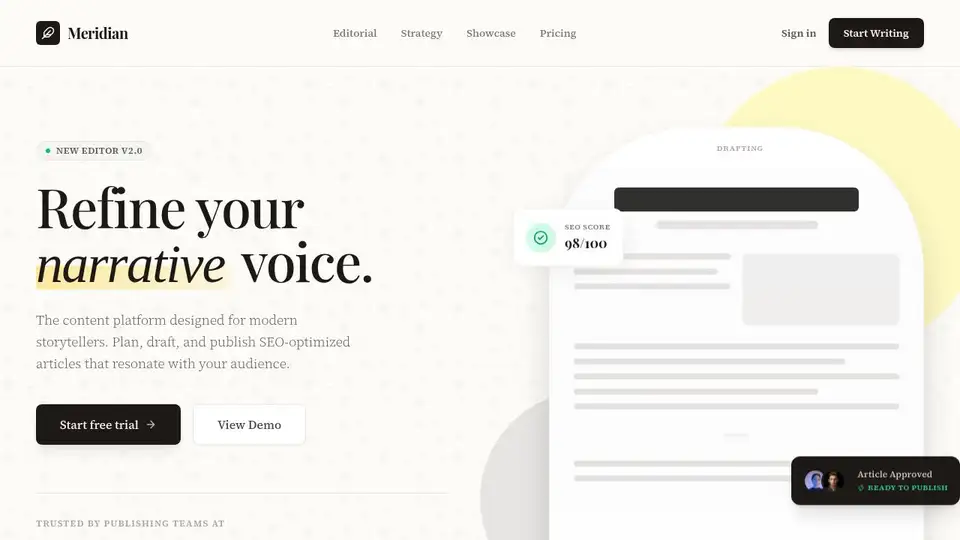 Meridian
Editorial
Strategy
Showcase
Pricing
Sign in
Start Writing
NEW EDITOR V2.0
Refine your
narrative voice.
The content platform designed for modern
storytellers. Plan, draft, and publish SEO-optimized
articles that resonate with your audience.
Start free trial
View Demo
TRUSTED BY PUBLISHING TEAMS AT
DRAFTING
SEO SCORE
98/100
Article Approved
READY TO PUBLISH